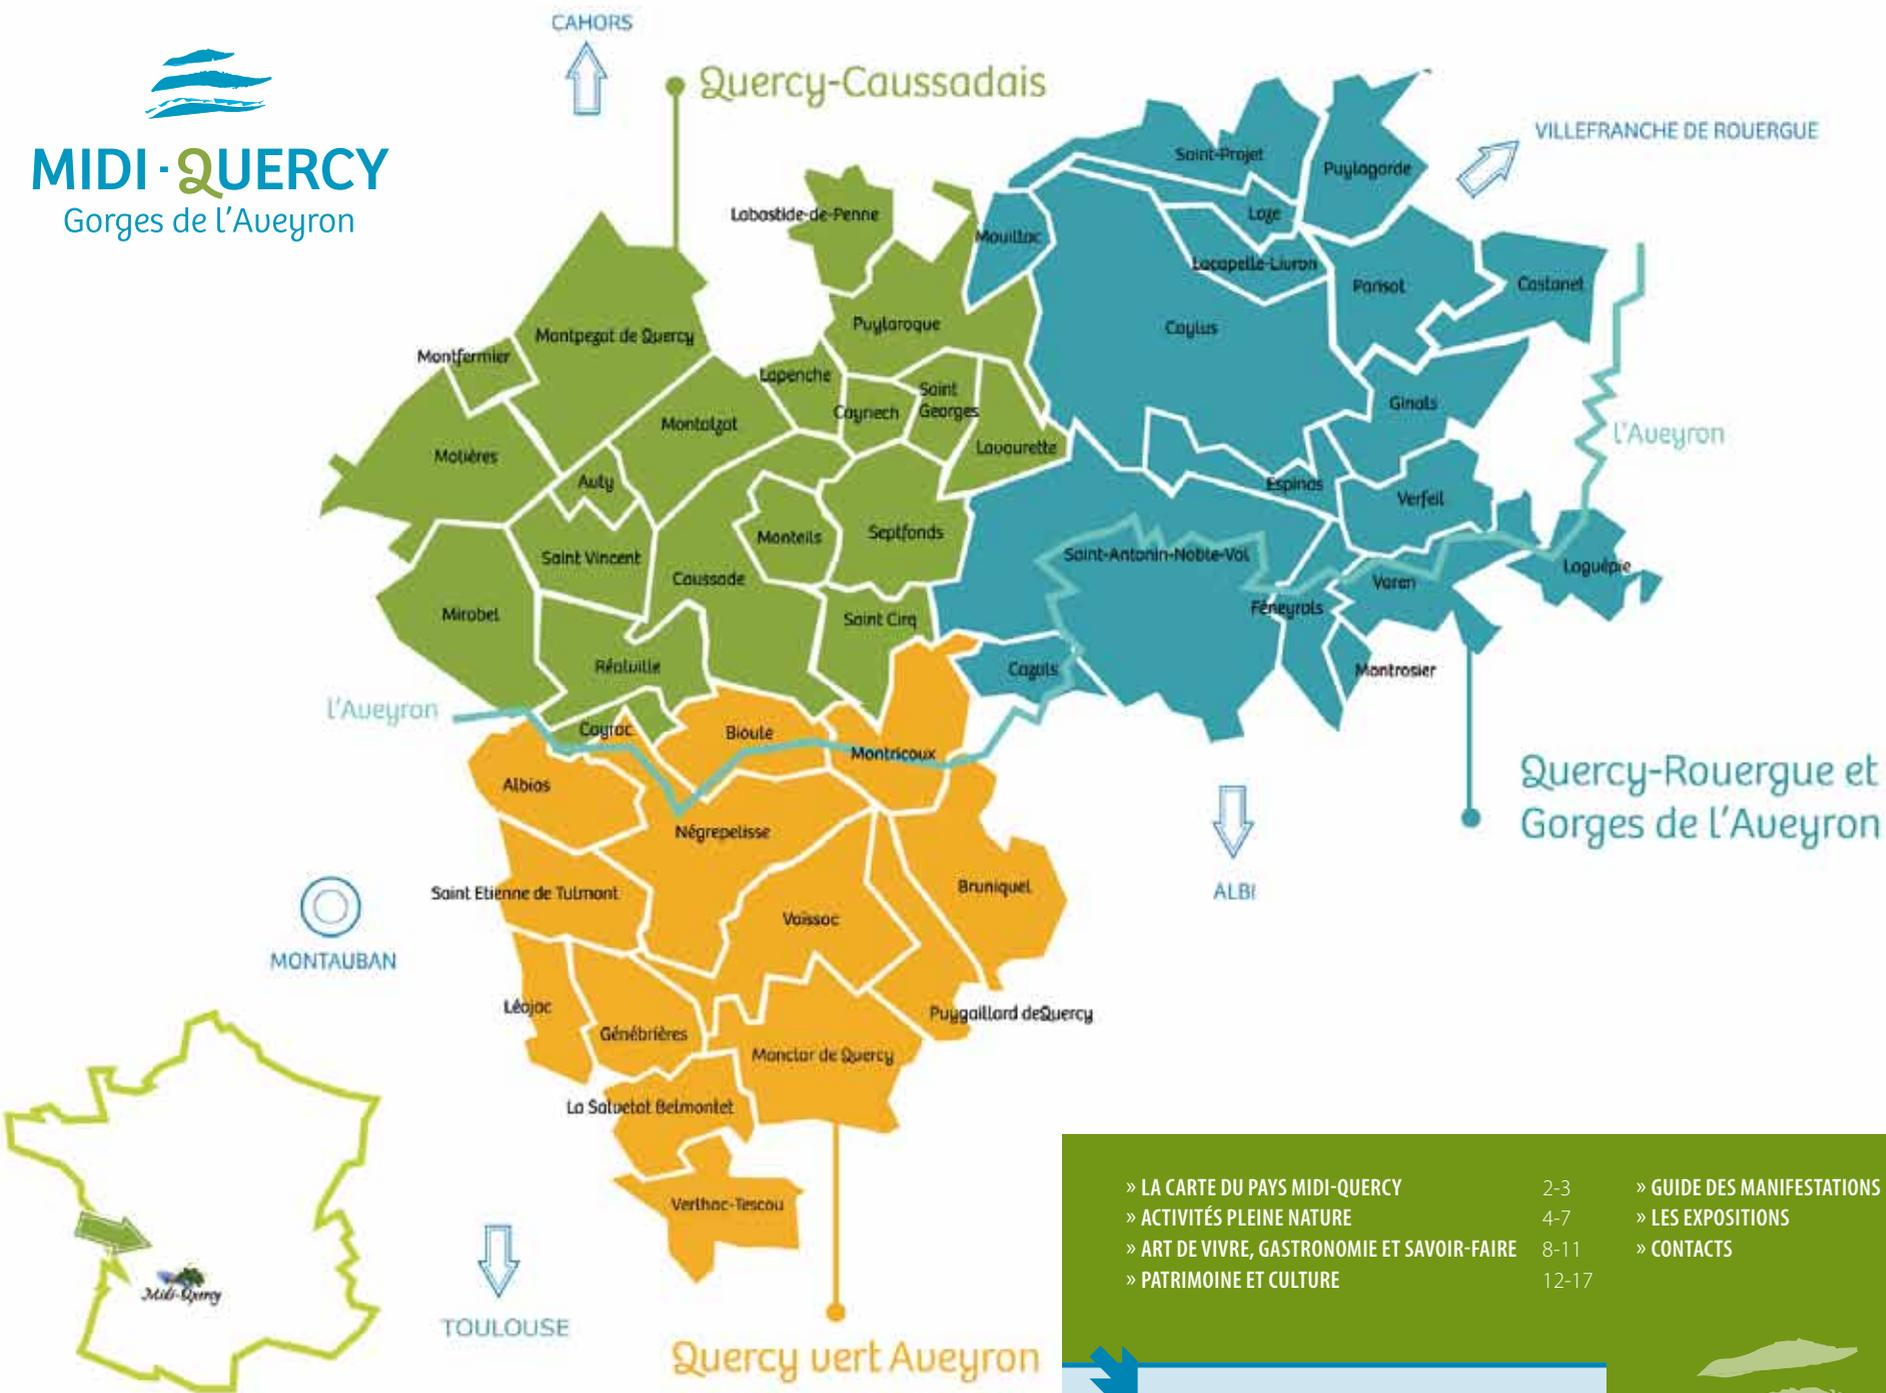 CAHORS
MIDI - QUERCY
Gorges de l'Aveyron
Quercy-Caussadais
VILLEFRANCHE DE ROUERGUE
Saint-Projet
Puylagarde
Labastide-de-Penne
Loze
Mouillac
Lacapelle-Livron
Parisot
Castanet
Puylaroque
Caylus
Montpezat de Quercy
Montfermier
Lapenche
Saint
Georges
Cayriech
Ginals
Montalzat
L'Aveyron
Lavaurette
Molières
Auty
Espinas
Verfeil
Monteils
Septfonds
Saint Vincent
Saint-Antonin-Noble-Val
Laguépie
Caussade
Varen
Féneyrols
Mirabel
Saint Cirq
Réalville
Cazals
Montrosier
L'Aveyron
Cayrac
Bioule
Montricoux
Quercy-Rouergue et
Gorges de l'Aveyron
Albias
Négrepelisse
Bruniquel
ALBI
Saint Etienne de Tulmont
Vaïssac
MONTAUBAN
Léojac
Puygaillard deQuercy
Génébrières
Monclar de Quercy
La Salvetat Belmontet
Verlhac-Tescou
Midi-Quercy
TOULOUSE
Quercy vert Aveyron
» LA CARTE DU PAYS MIDI-QUERCY 2-3
» ACTIVITÉS PLEINE NATURE 4-7
» ART DE VIVRE, GASTRONOMIE ET SAVOIR-FAIRE 8-11
» PATRIMOINE ET CULTURE 12-17
» GUIDE DES MANIFESTATIONS
» LES EXPOSITIONS
» CONTACTS